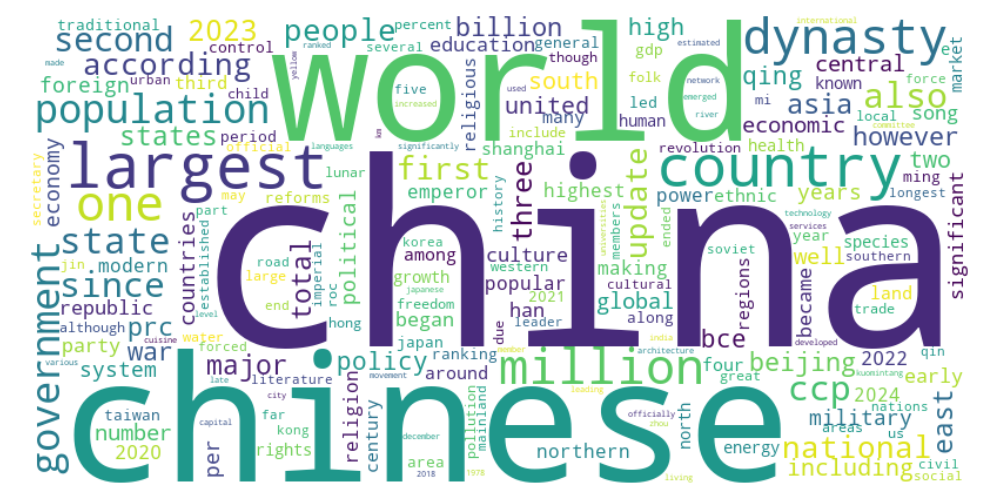 traditional
second
2023
people
control
several
percent
billion
education
general
high
gdp
estimated
international
dynasty
made
ranked
world
according
foreign
urban
third
child
yellow
five
increased
religious
though
south
folk
network
qing
central
known
et
market
force
population
states
period
official
languages
km
used
united
many
human
led
emerged
river
asia
mi
also
local
song
economic
however
committee
significantly
include
shanghai
revolution
health
secretary
economy
largest
lunar
first
three
history
highest
update
country
two
ming
longest
one
may
reforms
emperor
universities
members
power
ethnic
years
significant
state
countries
part
established
political
china
korea
among
culture
western
ended
soviet
technology
services
year
well
species
southern
government
since
jin
modern
road
large
total
imperial
roc
growth
japanese
popular
making
cultural
global
regions
became
land
trade
republic
end
hong
freedom
began
2021
leader
han
along
although
prc
level
forced
water
japan
due
india
bce
developed
party
war
cuisine
system
various
major
policy
ranking
around
member
architecture
million
four
great
beijing
2022
qin
early
late
literature
movement
century
leading
ccp
kuomintang
2024
nations
chinese
taiwan
number
2020
city
far
kong
rights
capital
religion
december
area
2018
pollution
mainland
1978
northern
officially
zhou
north
living
energy
military
areas
us
national
including
civil
social
east
per